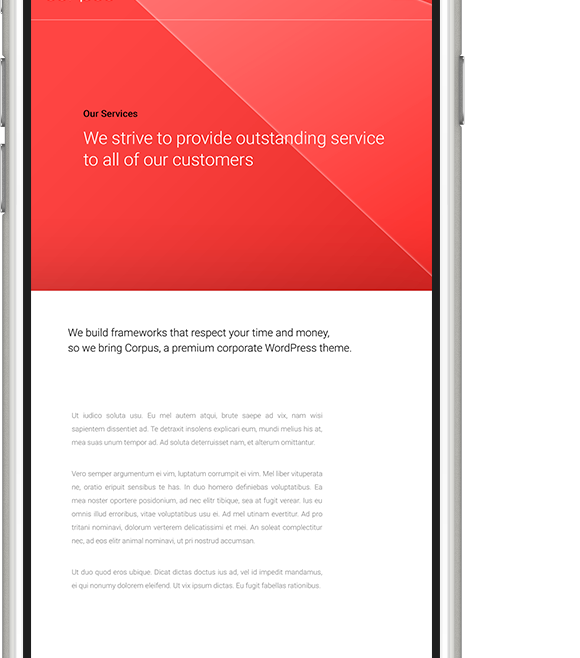 Our Services
We strive to provide outstanding service
to all of our customers
We build frameworks that respect your time and money,
so we bring Corpus, a premium corporate WordPress theme.
Ut iudico soluta usu. Eu mel autem atqui, brute saepe ad vix, nam wisi
sapientem dissentiet ad. Te detraxit insolens explicari eum, mundi melius his at,
mea suas unum tempor ad. Ad soluta deterruisset nam, et alterum omittantur.
Vero semper argumentum ei vim, luptatum corrumpit ei vim. Mel liber vituperata
ne, oratio eripuit sensibus te has. In duo homero definiebas voluptatibus. Ea
mea noster oportere posidonium, ad nec elitr tibique, sea at fugit verear. Ius eu
omnis illud erroribus, vitae voluptatibus usu ei. Ad mel utinam evertitur. Ad pro
tritani nominavi, dolorum verterem delicatissimi et mei. An soleat complectitur
nec, ad eos elitr animal nominavi, ut pri nostrud accumsan.
Ut duo quod eros ubique. Dicat dictas doctus ius ad, vel id impedit mandamus,
ei qui nonumy dolorem eleifend. Ut vix ipsum dictas. Eu fugit fabellas rationibus.